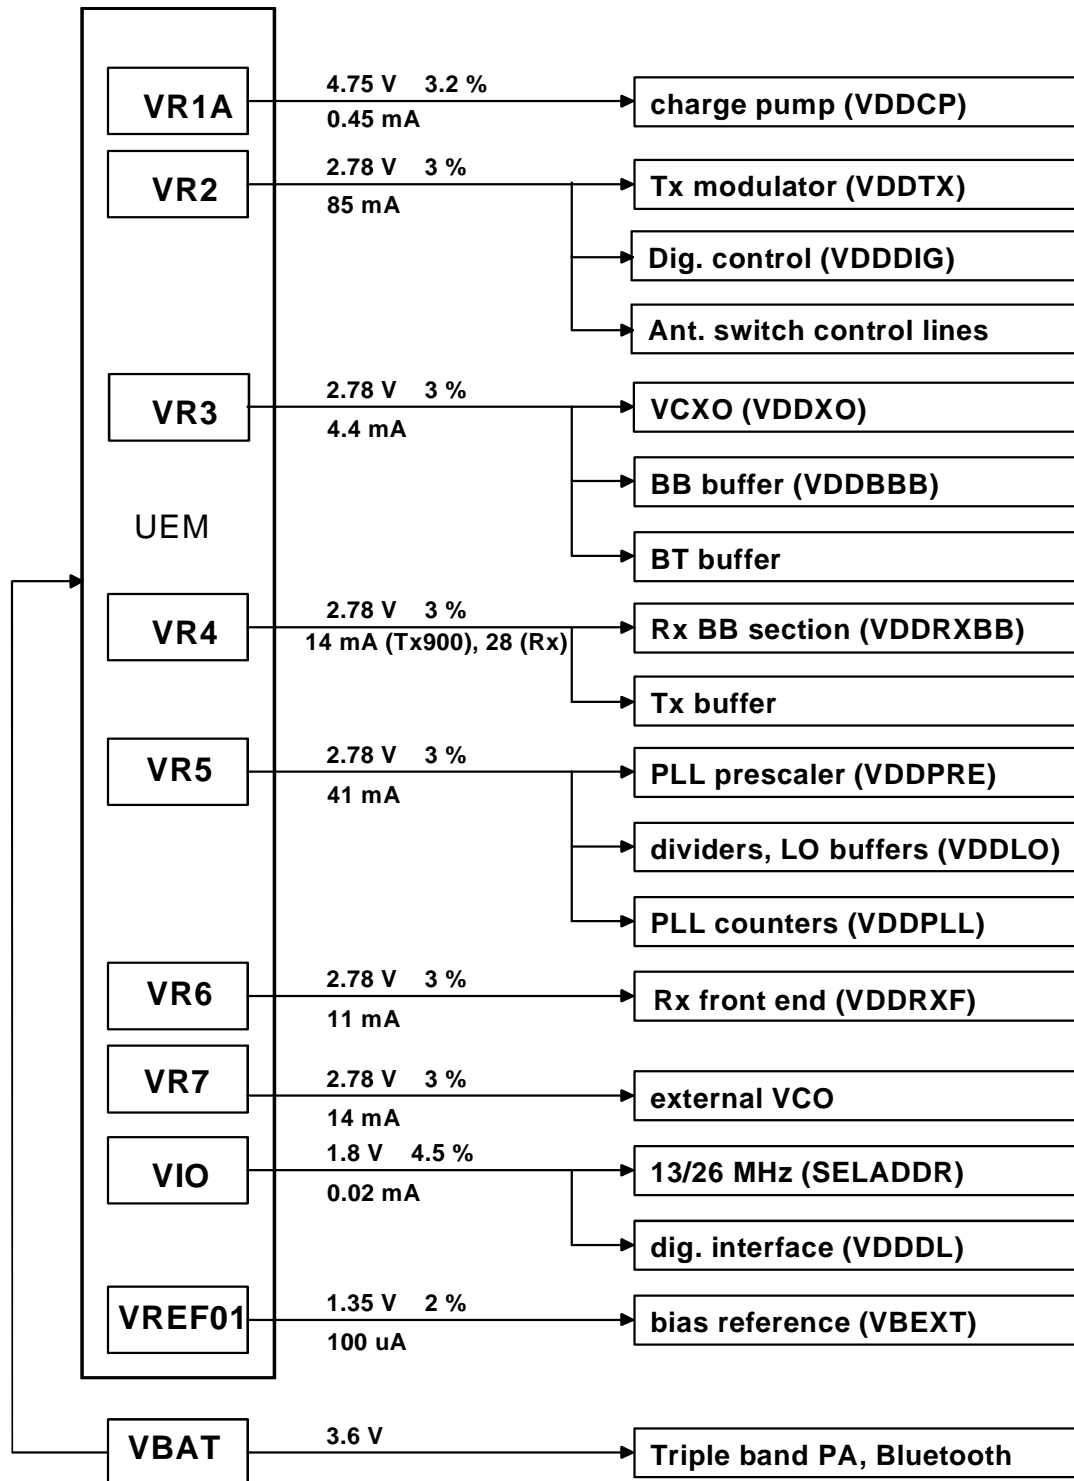 VR1A
4.75 V 3.2 %
0.45 mA
charge pump (VDDCP)
VR2
2.78 V 3 %
85 mA
Tx modulator (VDDTX)
Dig. control (VDDDIG)
Ant. switch control lines
VR3
2.78 V 3 %
4.4 mA
VCXO (VDDXO)
BB buffer (VDDBBB)
BT buffer
UEM
VR4
2.78 V 3 %
14 mA (Tx900), 28 (Rx)
Rx BB section (VDDRXBB)
Tx buffer
VR5
2.78 V 3 %
41 mA
PLL prescaler (VDDPRE)
dividers, LO buffers (VDDLO)
PLL counters (VDDPLL)
VR6
2.78 V 3 %
11 mA
Rx front end (VDDRXF)
VR7
2.78 V 3 %
14 mA
external VCO
VIO
1.8 V 4.5 %
0.02 mA
13/26 MHz (SELADDR)
dig. interface (VDDDL)
VREF01
1.35 V 2 %
100 uA
bias reference (VBEXT)
VBAT
3.6 V
Triple band PA, Bluetooth